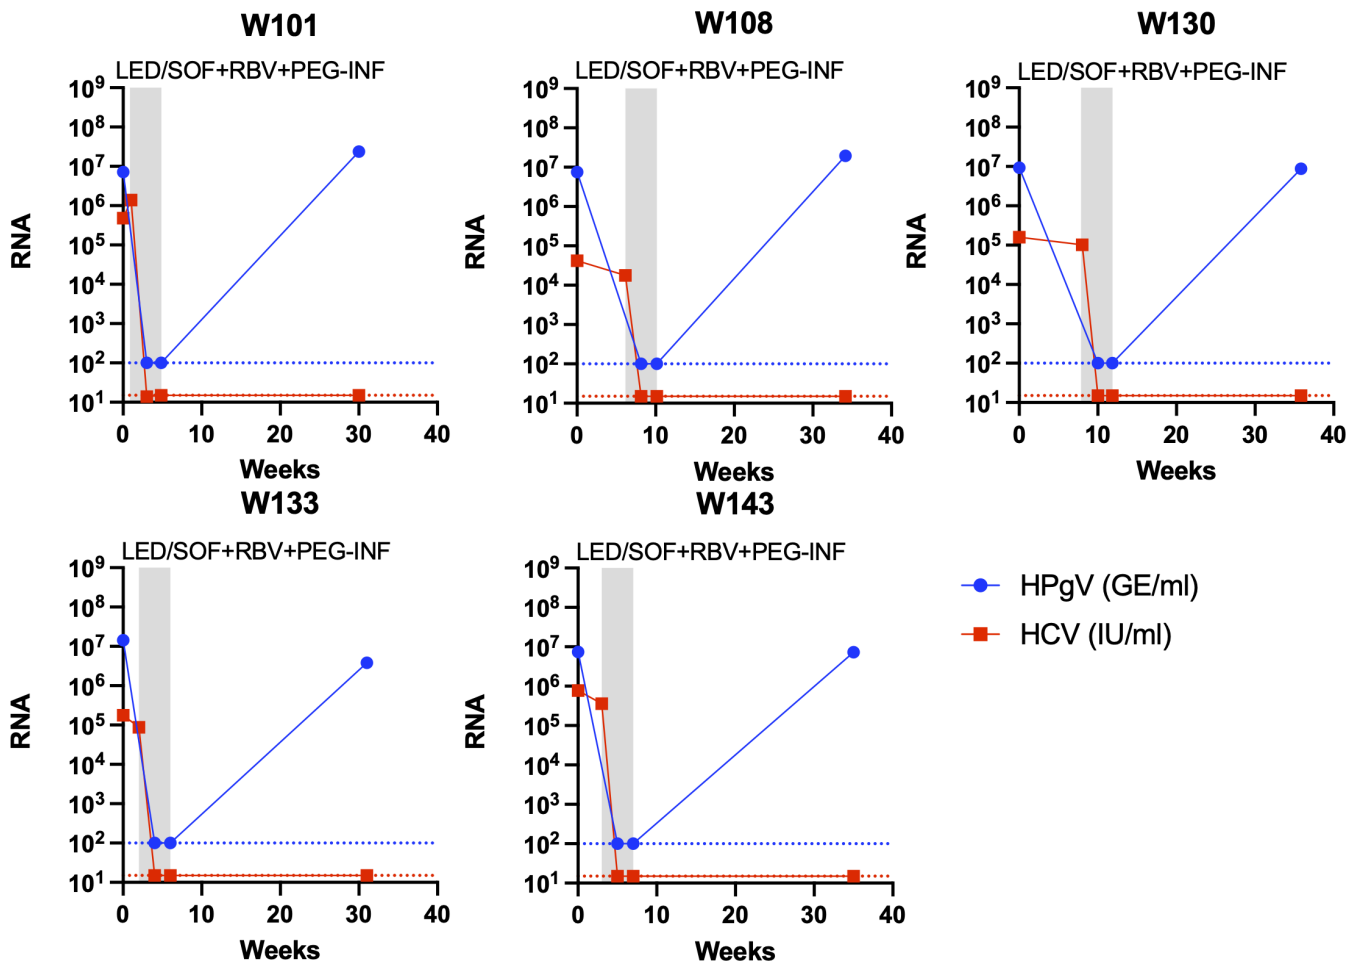 W101
LED/SOF+RBV+PEG-INF
10⁹
10⁸
10⁷
10⁶
10⁵
10⁴
10³
10²
10¹
RNA
0 10 20 30 40
Weeks
W108
LED/SOF+RBV+PEG-INF
10⁹
10⁸
10⁷
10⁶
10⁵
10⁴
10³
10²
10¹
RNA
0 10 20 30 40
Weeks
W130
LED/SOF+RBV+PEG-INF
10⁹
10⁸
10⁷
10⁶
10⁵
10⁴
10³
10²
10¹
RNA
0 10 20 30 40
Weeks
W133
LED/SOF+RBV+PEG-INF
10⁹
10⁸
10⁷
10⁶
10⁵
10⁴
10³
10²
10¹
RNA
0 10 20 30 40
Weeks
W143
LED/SOF+RBV+PEG-INF
10⁹
10⁸
10⁷
10⁶
10⁵
10⁴
10³
10²
10¹
RNA
0 10 20 30 40
Weeks
HPgV (GE/ml)
HCV (IU/ml)